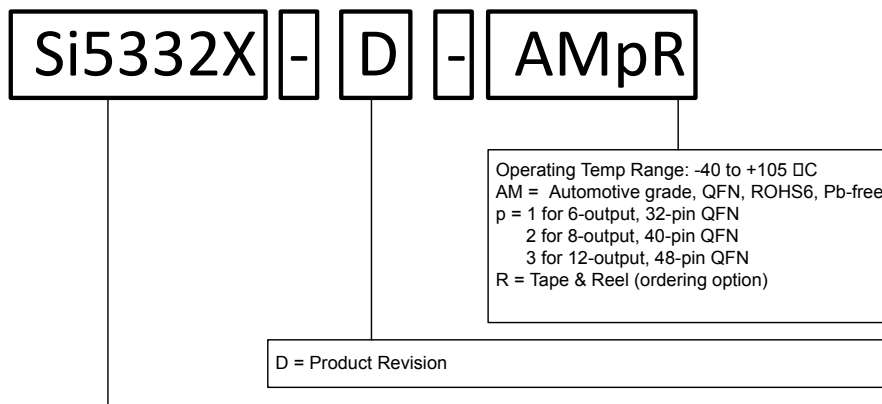 Si5332X - D - AMpR
Operating Temp Range: -40 to +105 □C
AM = Automotive grade, QFN, ROHS6, Pb-free
p = 1 for 6-output, 32-pin QFN
2 for 8-output, 40-pin QFN
3 for 12-output, 48-pin QFN
R = Tape & Reel (ordering option)
D = Product Revision